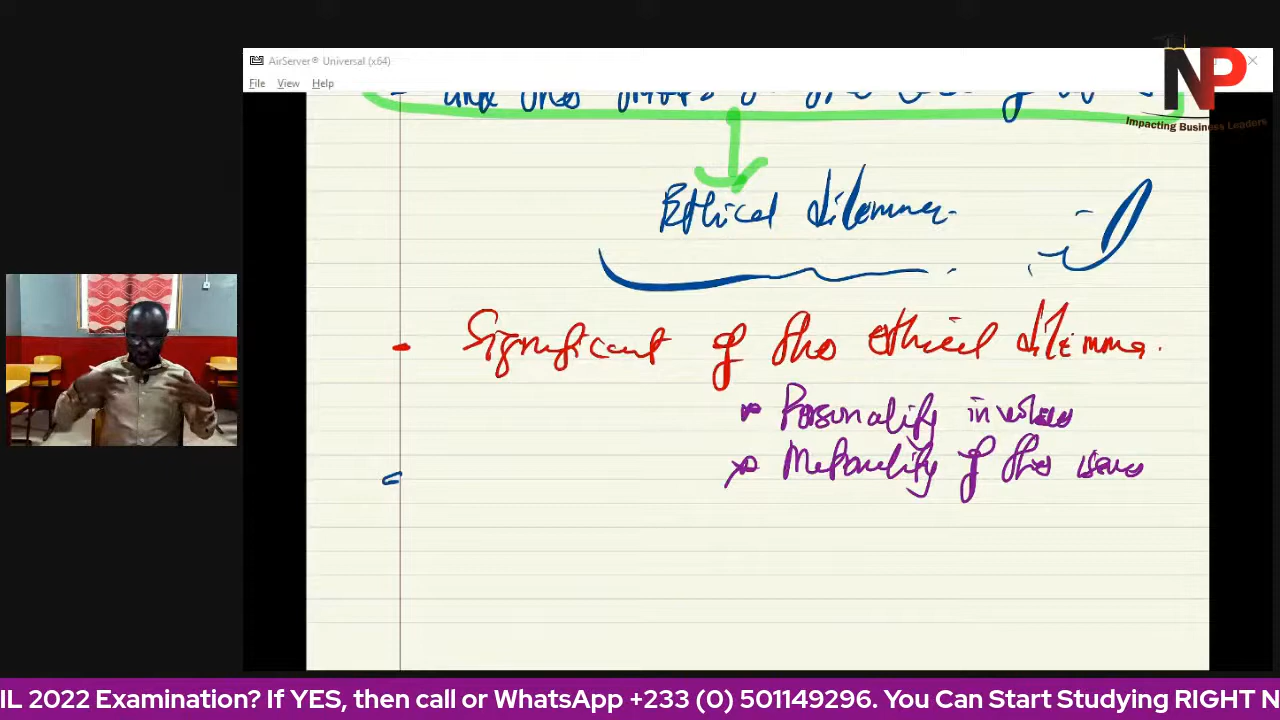 AirServer® Universal (x64)
File View Help
NP
Impacting Business Leaders
Ethical dilemma.
- Significant of the ethical dilemma.
Personality involved
of the issue
IL 2022 Examination? If YES, then call or WhatsApp +233 (0) 501149296. You Can Start Studying RIGHT N